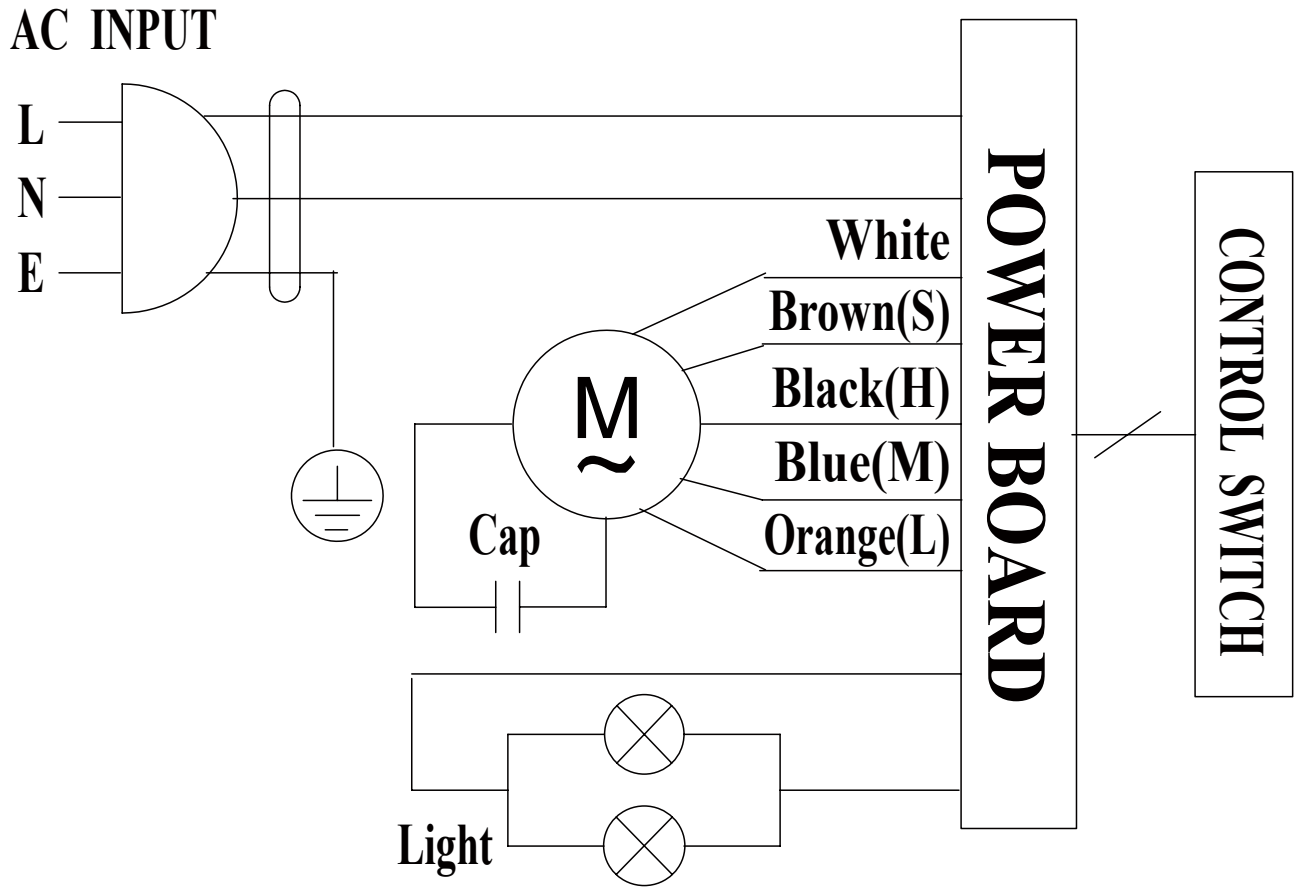 AC INPUT
L
N
E
White
Brown(S)
Black(H)
Blue(M)
Orange(L)
M
~
Cap
Light
POWER BOARD
CONTROL SWITCH